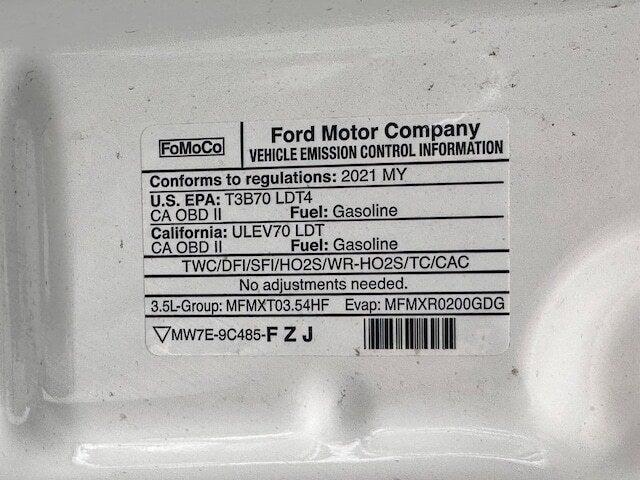 FoMoCo
Ford Motor Company
VEHICLE EMISSION CONTROL INFORMATION
Conforms to regulations: 2021 MY
U.S. EPA: T3B70 LDT4
CA OBD II Fuel: Gasoline
California: ULEV70 LDT
CA OBD II Fuel: Gasoline
TWC/DFI/SFI/HO2S/WR-HO2S/TC/CAC
No adjustments needed.
3.5L-Group: MFMXT03.54HF Evap: MFMXR0200GDG
▽MW7E-9C485-F Z J